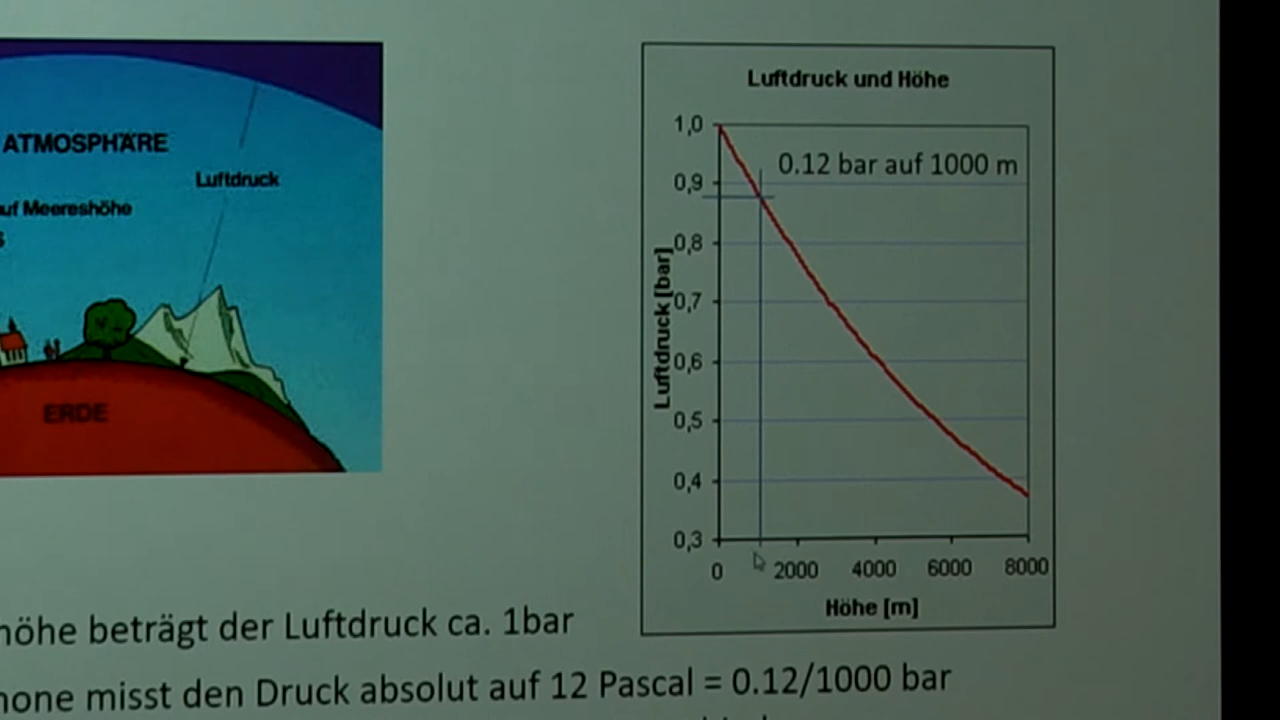 ATMOSPHÄRE
Luftdruck
uf Meereshöhe
ERDE
Luftdruck und Höhe
0.12 bar auf 1000 m
1,0
0,9
0,8
0,7
0,6
0,5
0,4
0,3
Luftdruck [bar]
0 2000 4000 6000 8000
Höhe [m]
höhe beträgt der Luftdruck ca. 1bar
hone misst den Druck absolut auf 12 Pascal = 0.12/1000 bar